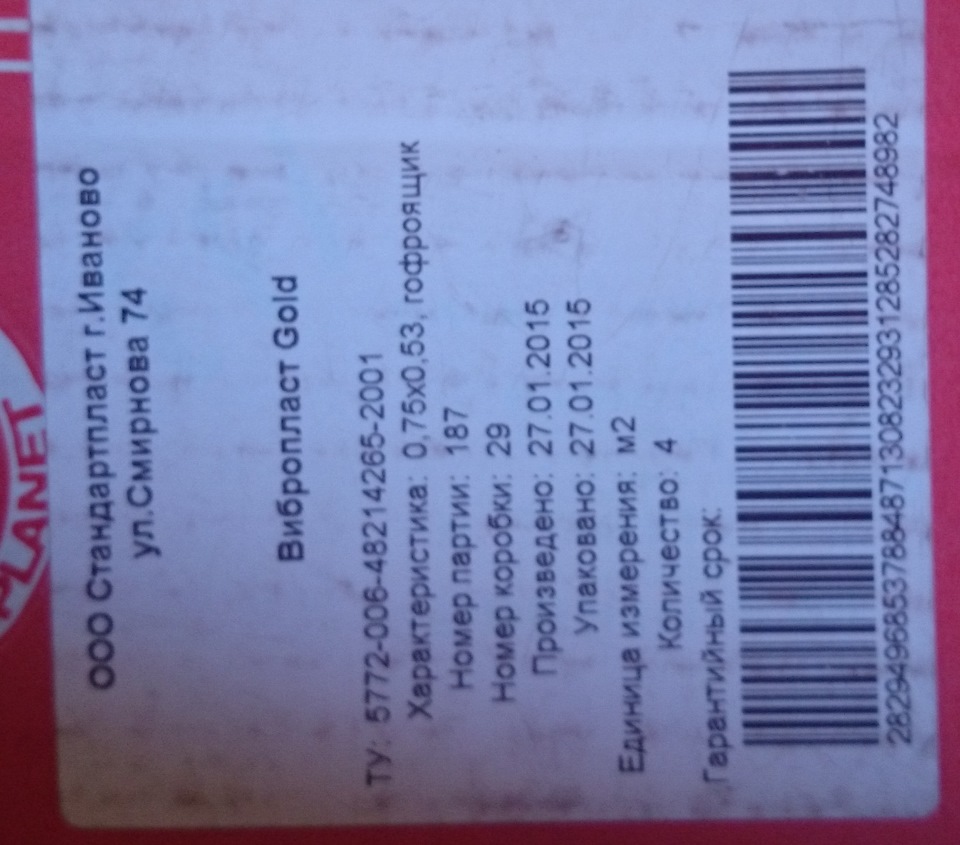 PLANET
ООО Стандартпласт г.Иваново
ул.Смирнова 74
Вибропласт Gold
ТУ: 5772-006-48214265-2001
Характеристика: 0,75х0,53, гофроящик
Номер партии: 187
Номер коробки: 29
Произведено: 27.01.2015
Упаковано: 27.01.2015
Единица измерения: м2
Количество: 4
Гарантийный срок:
28294968537884871308232931285282748982